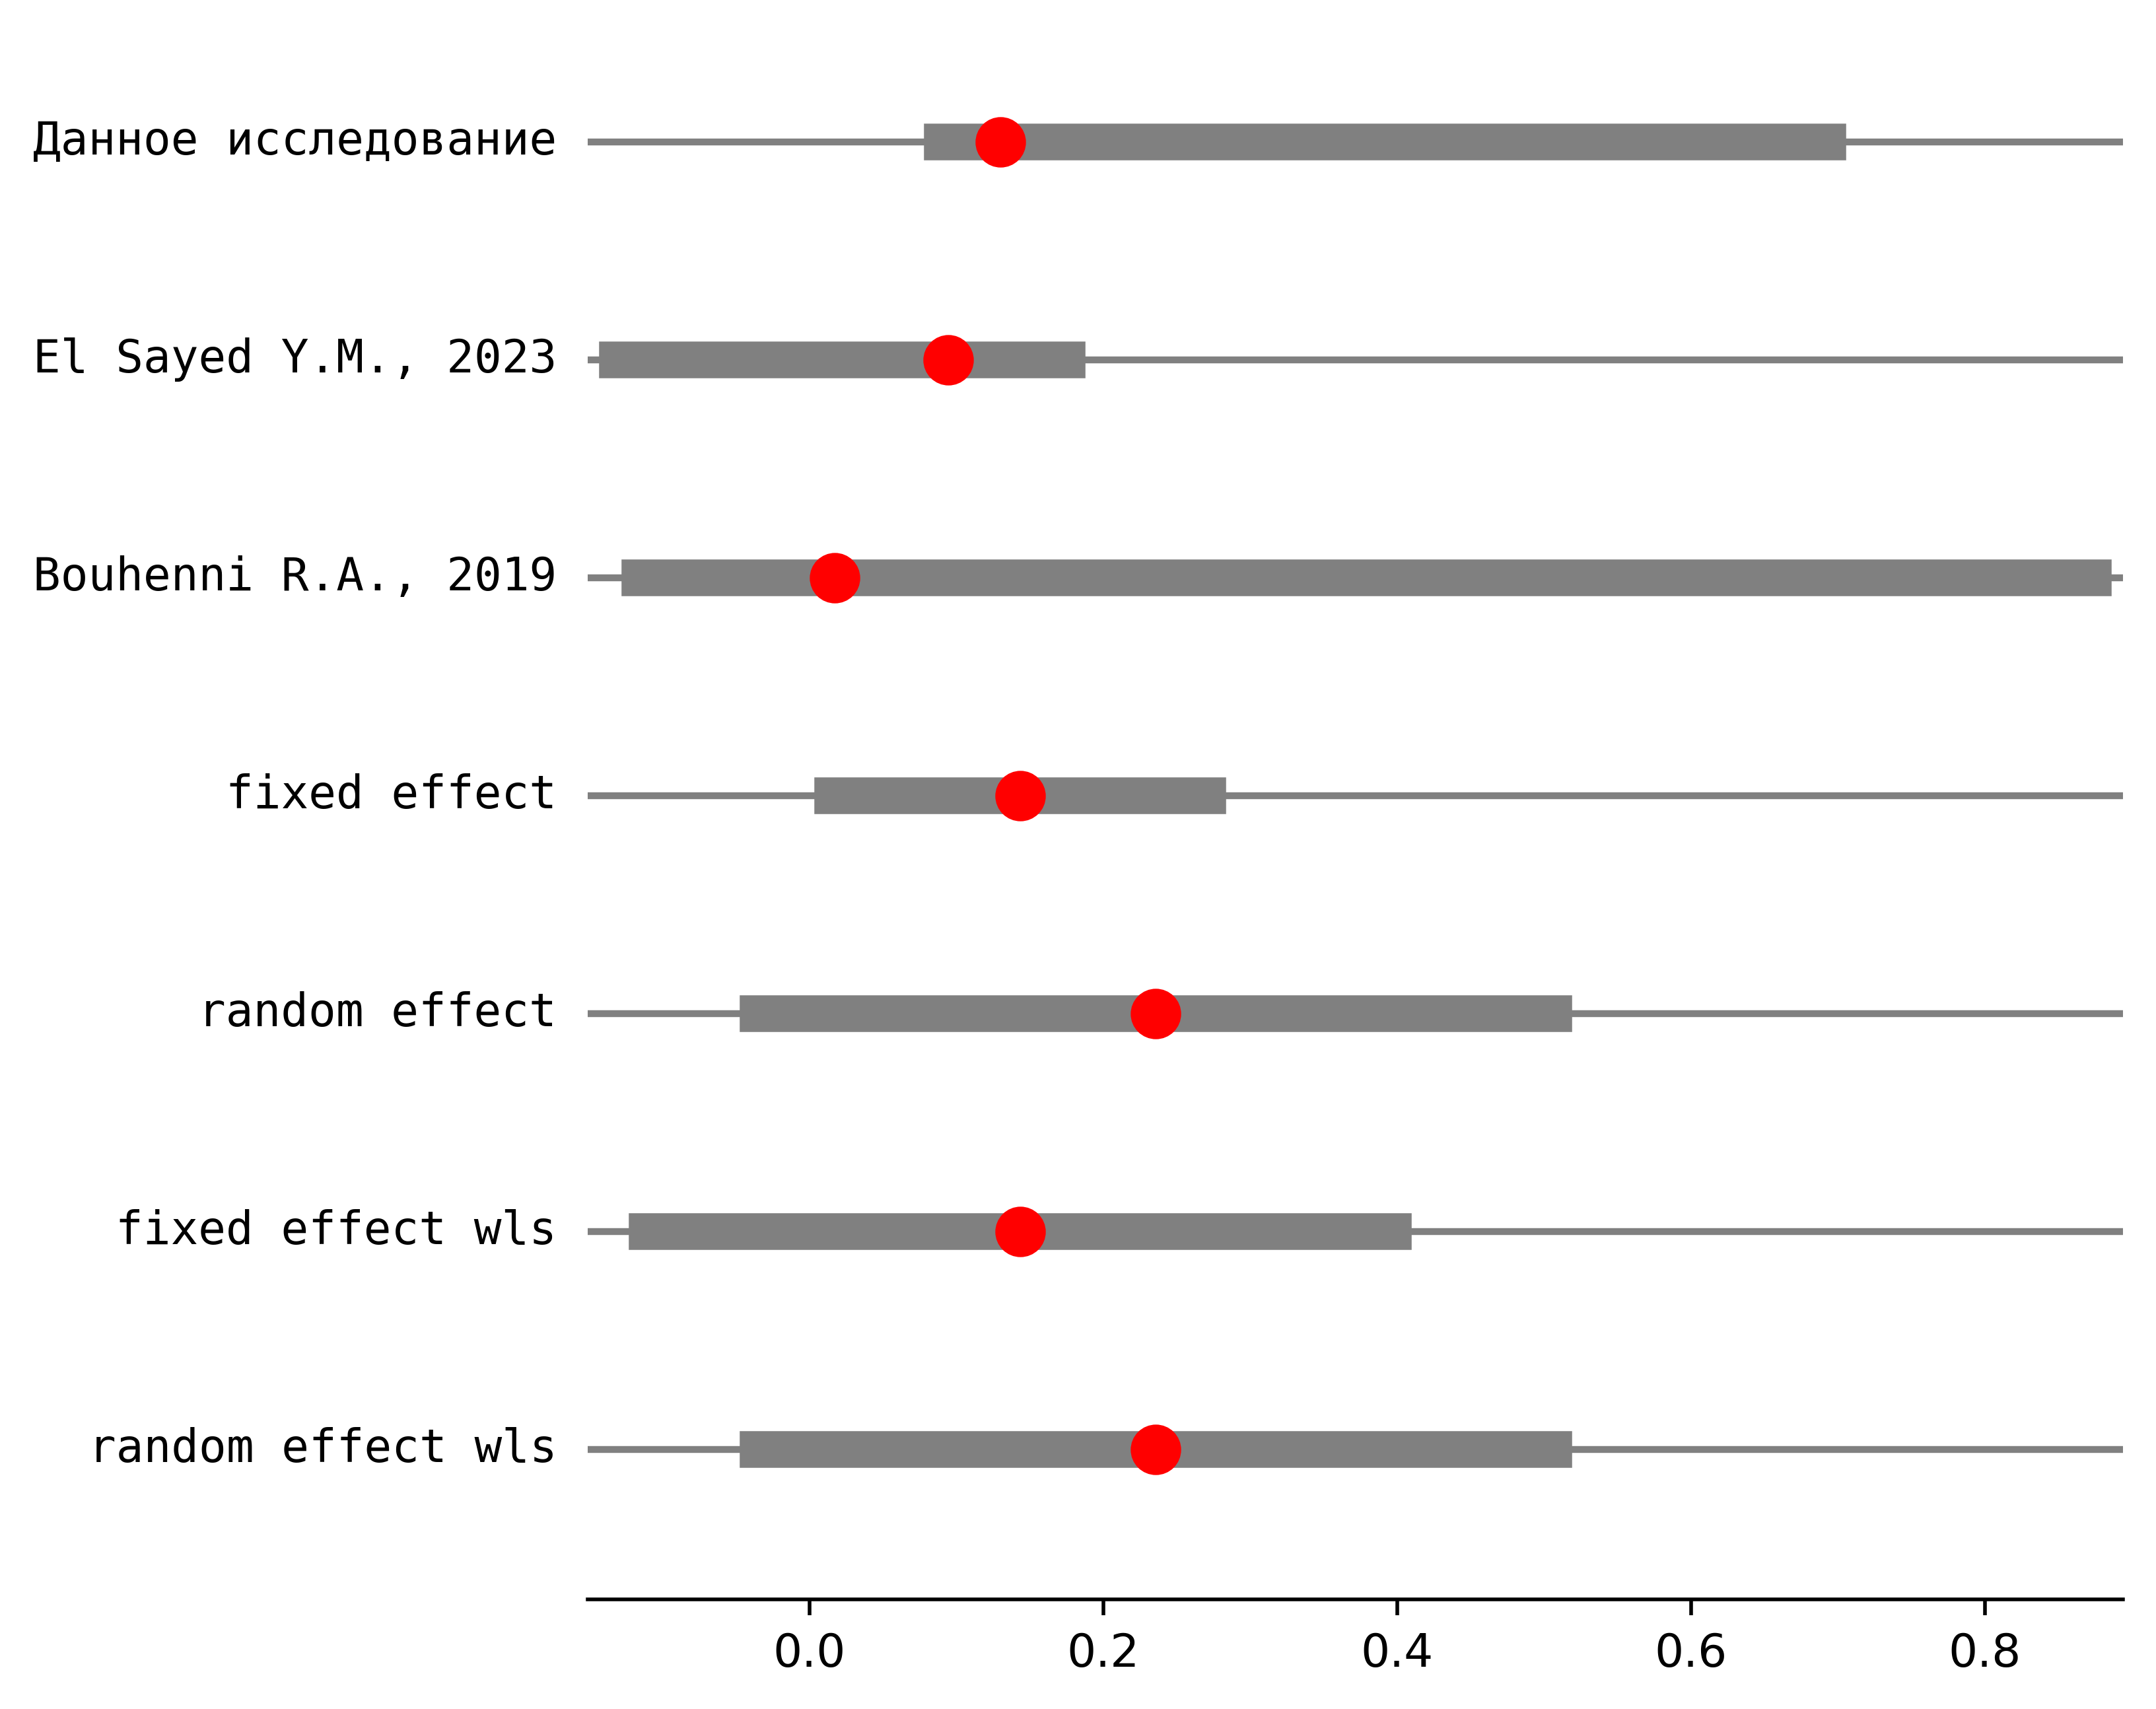 Данное исследование
El Sayed Y.M., 2023
Bouhenni R.A., 2019
fixed effect
random effect
fixed effect wls
random effect wls
0.0 0.2 0.4 0.6 0.8